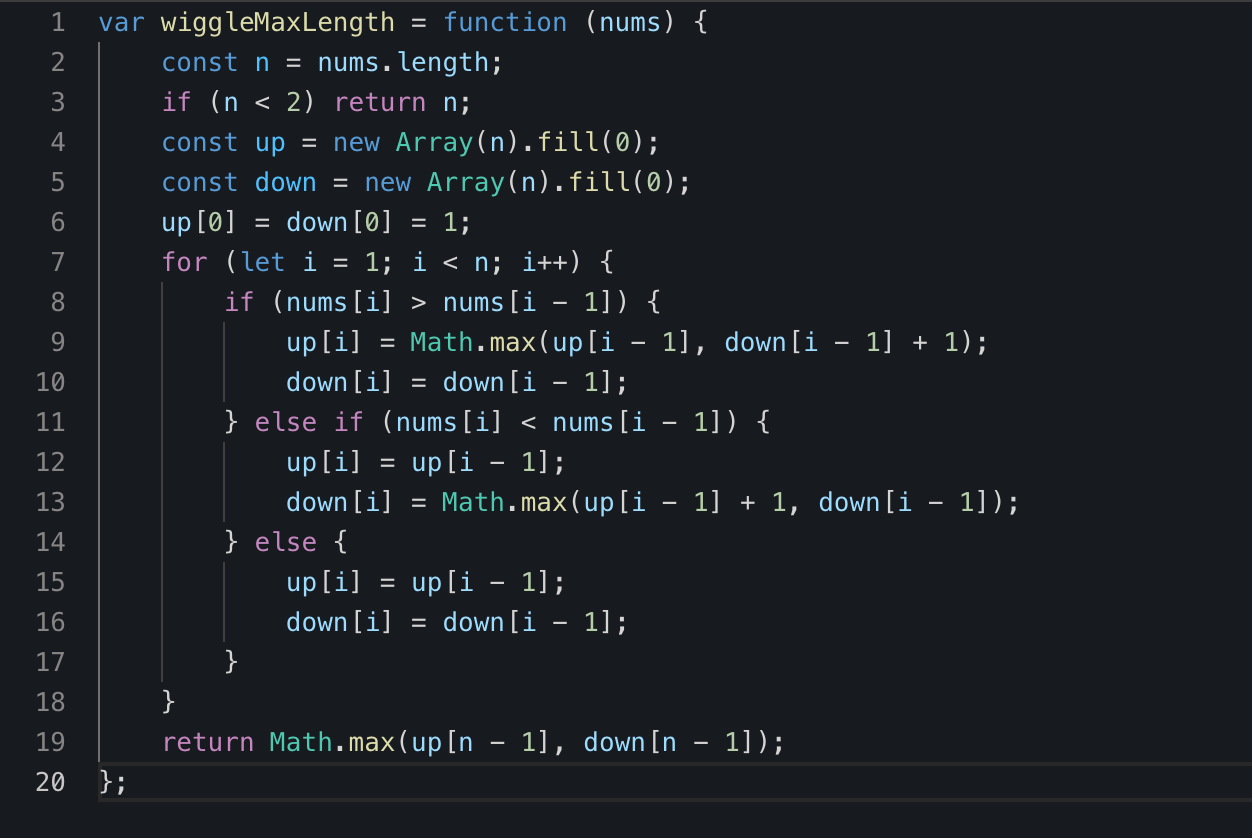 1 var wiggleMaxLength = function (nums) {
2     const n = nums.length;
3     if (n < 2) return n;
4     const up = new Array(n).fill(0);
5     const down = new Array(n).fill(0);
6     up[0] = down[0] = 1;
7     for (let i = 1; i < n; i++) {
8         if (nums[i] > nums[i - 1]) {
9             up[i] = Math.max(up[i - 1], down[i - 1] + 1);
10             down[i] = down[i - 1];
11         } else if (nums[i] < nums[i - 1]) {
12             up[i] = up[i - 1];
13             down[i] = Math.max(up[i - 1] + 1, down[i - 1]);
14         } else {
15             up[i] = up[i - 1];
16             down[i] = down[i - 1];
17         }
18     }
19     return Math.max(up[n - 1], down[n - 1]);
20 };